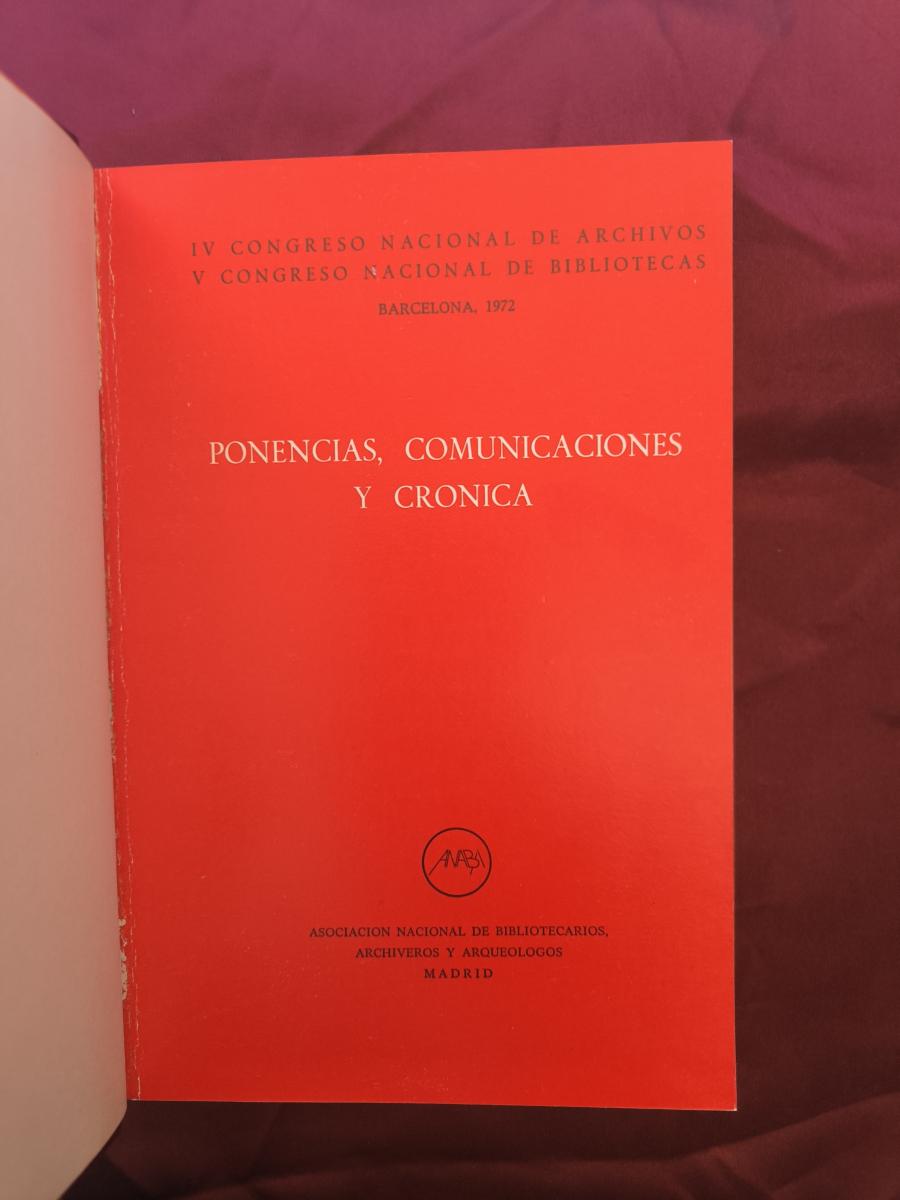 IV CONGRESO NACIONAL DE ARCHIVOS
V CONGRESO NACIONAL DE BIBLIOTECAS
BARCELONA, 1972
PONENCIAS, COMUNICACIONES
Y CRONICA
ANABA
ASOCIACION NACIONAL DE BIBLIOTECARIOS,
ARCHIVEROS Y ARQUEOLOGOS
MADRID